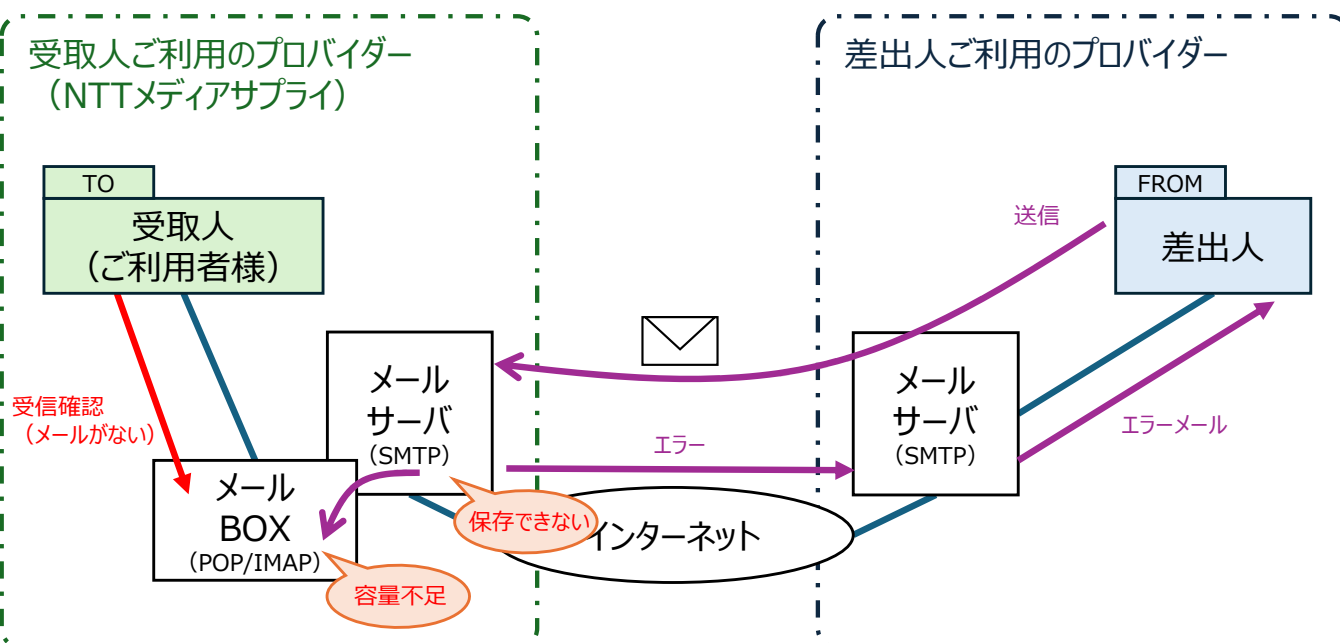 受取人ご利用のプロバイダー
（NTTメディアサプライ）
差出人ご利用のプロバイダー
TO
受取人
（ご利用者様）
FROM
差出人
送信
メール
サーバ
（SMTP）
メール
サーバ
（SMTP）
受信確認
（メールがない）
エラー
エラーメール
メール
BOX
（POP/IMAP）
保存できない
インターネット
容量不足